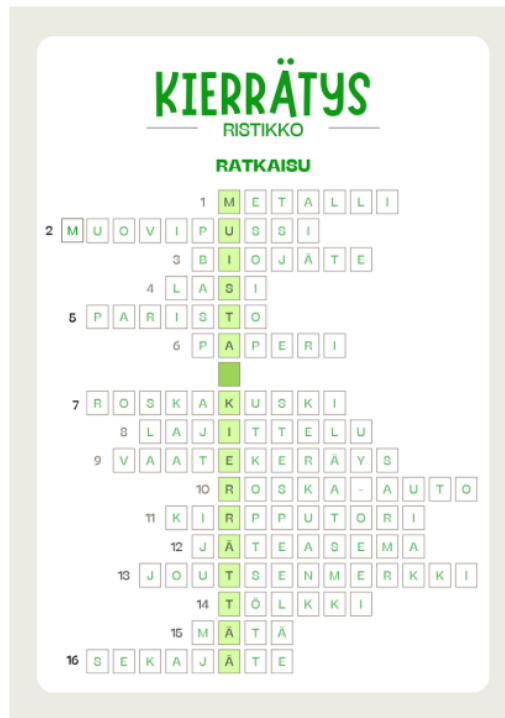 KIERRÄTYS
RISTIKKO
RATKAISU
1 METALLI
2 MUOVIPUSSI
3 BIOJÄTE
4 LASI
5 PARISTO
6 PAPERI
7 ROSKAKUSKI
8 LAJITTELU
9 VAATEKERÄYS
10 ROSKA-AUTO
11 KIRPPUTORI
12 JÄTEASEMA
13 JOUTSENMERKKI
14 TÖLKKI
15 MÄTÄ
16 SEKAJÄTE